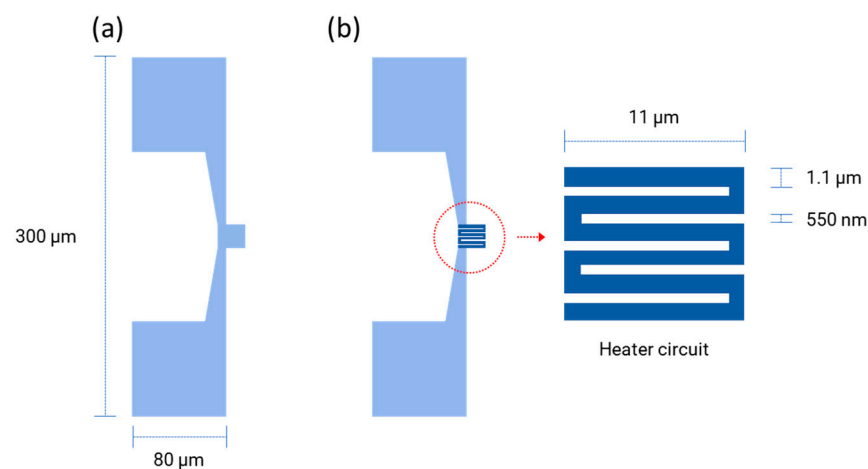 (a)
(b)
11 μm
1.1 μm
550 nm
300 μm
Heater circuit
80 μm